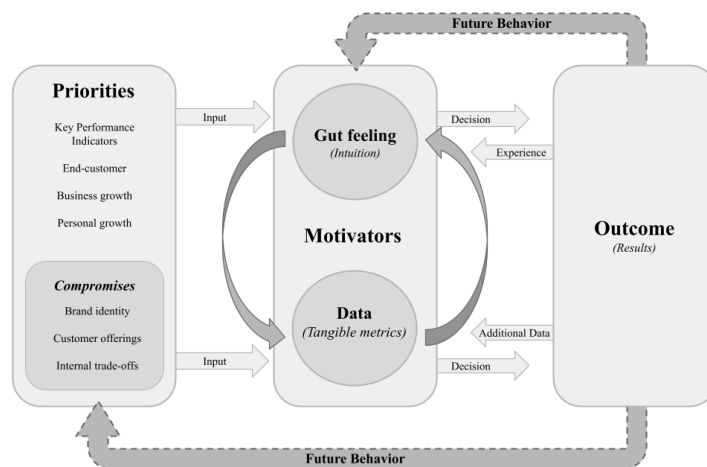 Future Behavior
Priorities
Key Performance
Indicators
End-customer
Business growth
Personal growth
Compromises
Brand identity
Customer offerings
Internal trade-offs
Input
Input
Gut feeling
(Intuition)
Motivators
Data
(Tangible metrics)
Decision
Experience
Additional Data
Decision
Outcome
(Results)
Future Behavior